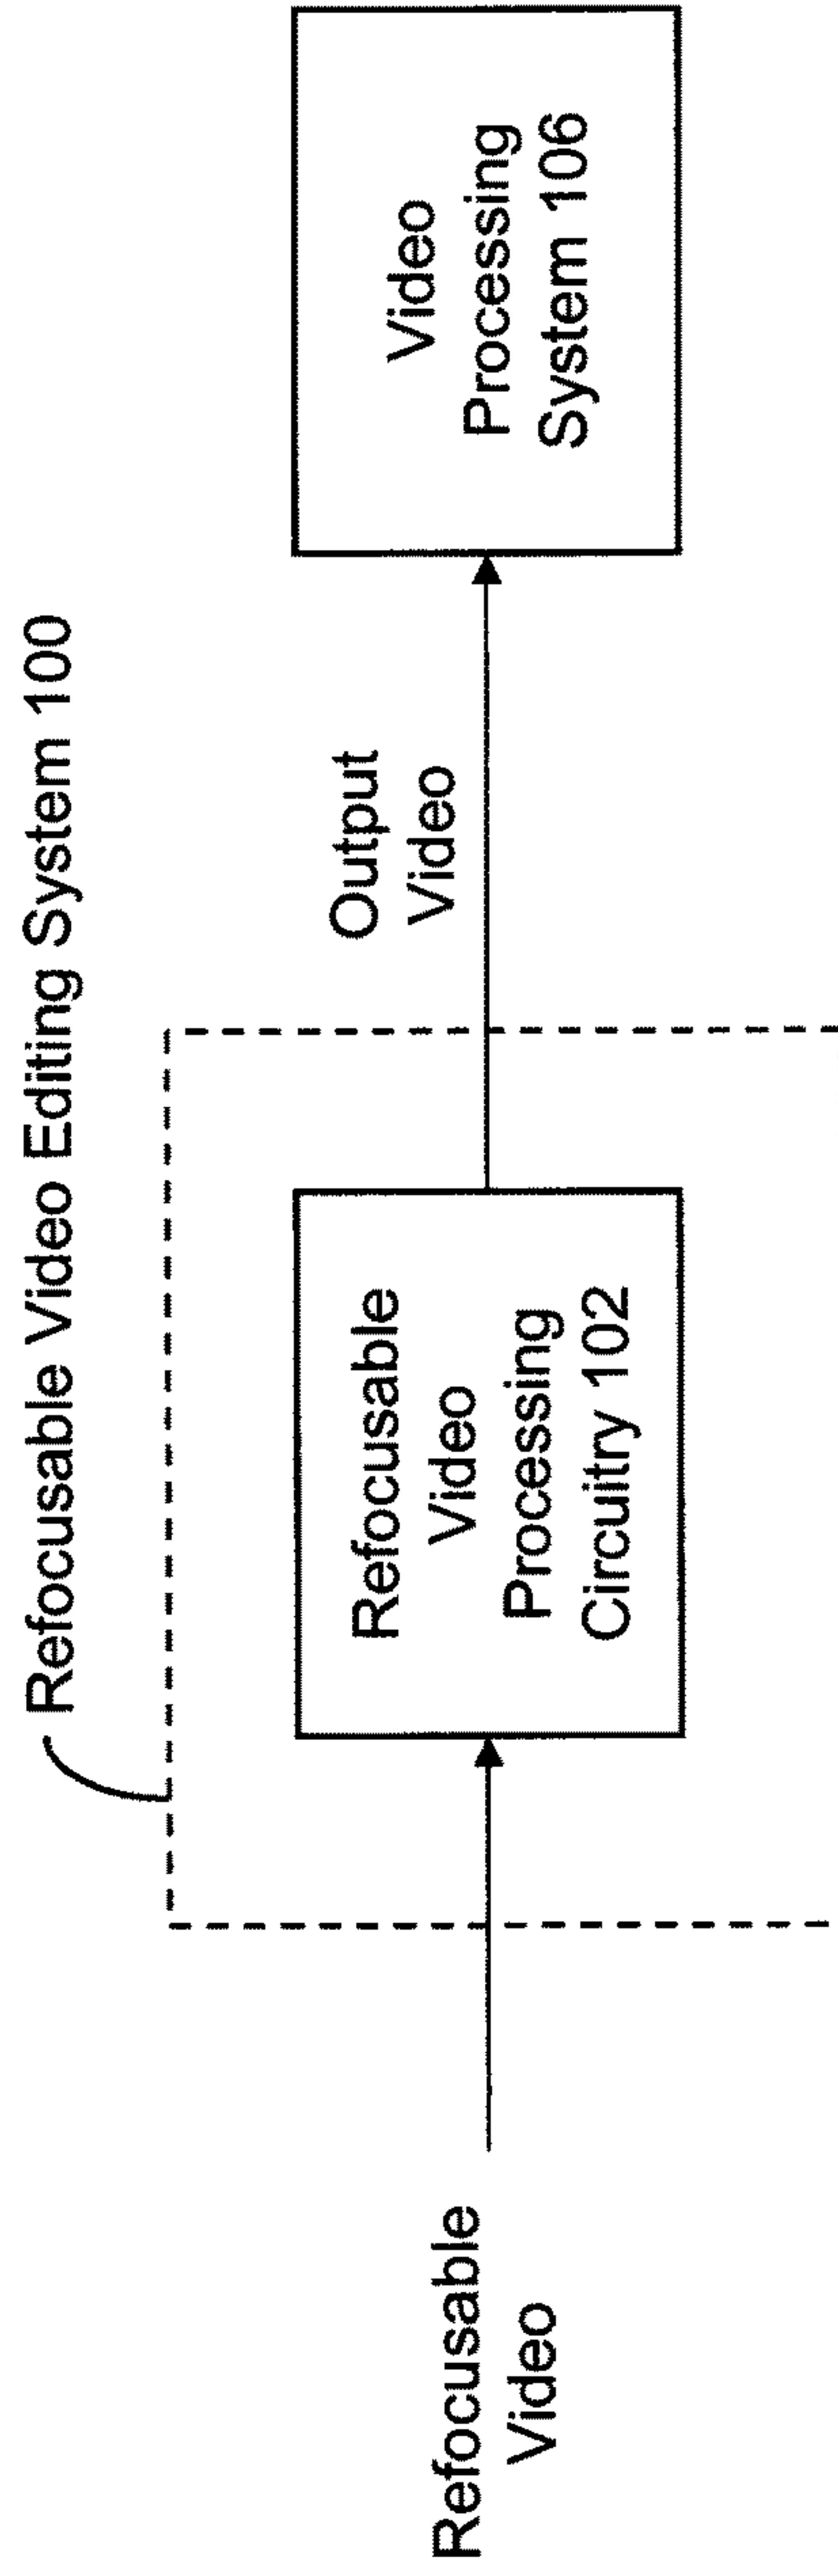 Refocusable Video Editing System 100
Refocusable
Video
Refocusable
Video
Processing
Circuitry 102
Output
Video
Video
Processing
System 106